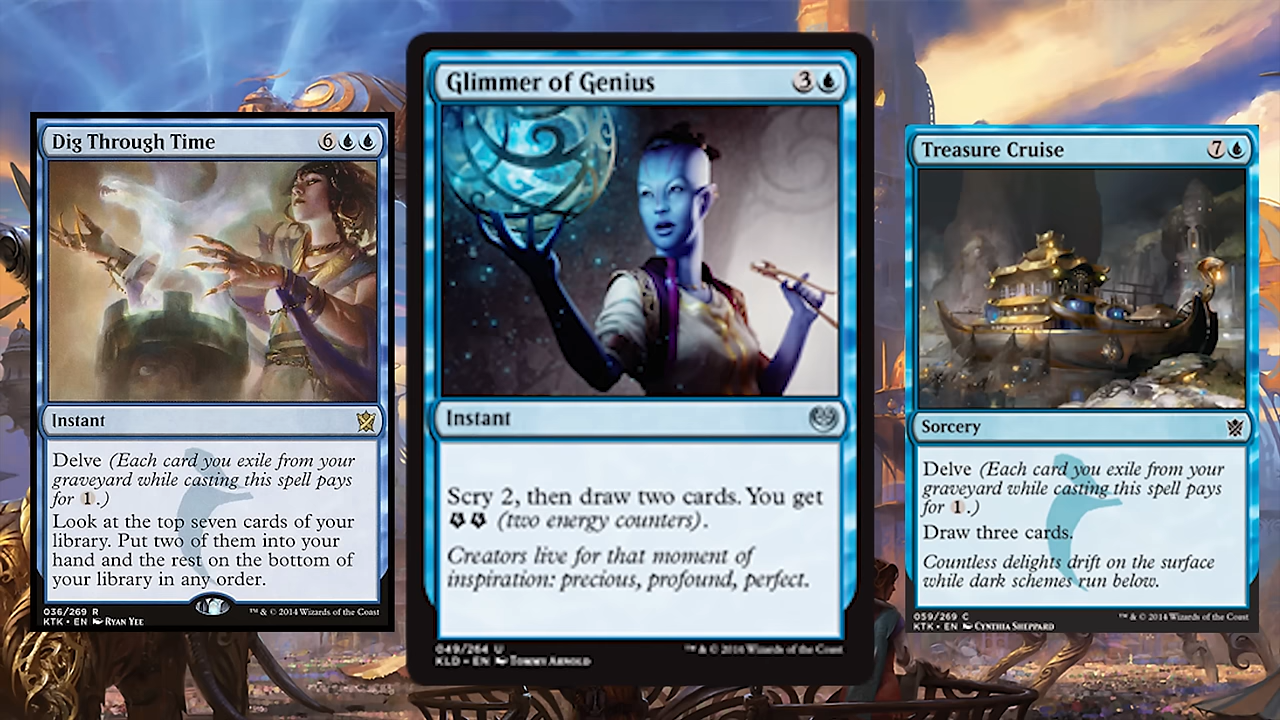 Dig Through Time
6
Instant
Delve (Each card you exile from your
graveyard while casting this spell pays
for 1.)
Look at the top seven cards of your
library. Put two of them into your
hand and the rest on the bottom of
your library in any order.
036/269 R
KTK • EN Ryan Yee
™ & © 2014 Wizards of the Coast
Glimmer of Genius
3
Instant
Scry 2, then draw two cards. You get
(two energy counters).
Creators live for that moment of
inspiration: precious, profound, perfect.
049/264 U
KLD • EN Tommy Arnold
™ & © 2016 Wizards of the Coast
Treasure Cruise
7
Sorcery
Delve (Each card you exile from your
graveyard while casting this spell pays
for 1.)
Draw three cards.
Countless delights drift on the surface
while dark schemes run below.
059/269 C
KTK • EN Cynthia Sheppard
™ & © 2014 Wizards of the Coast